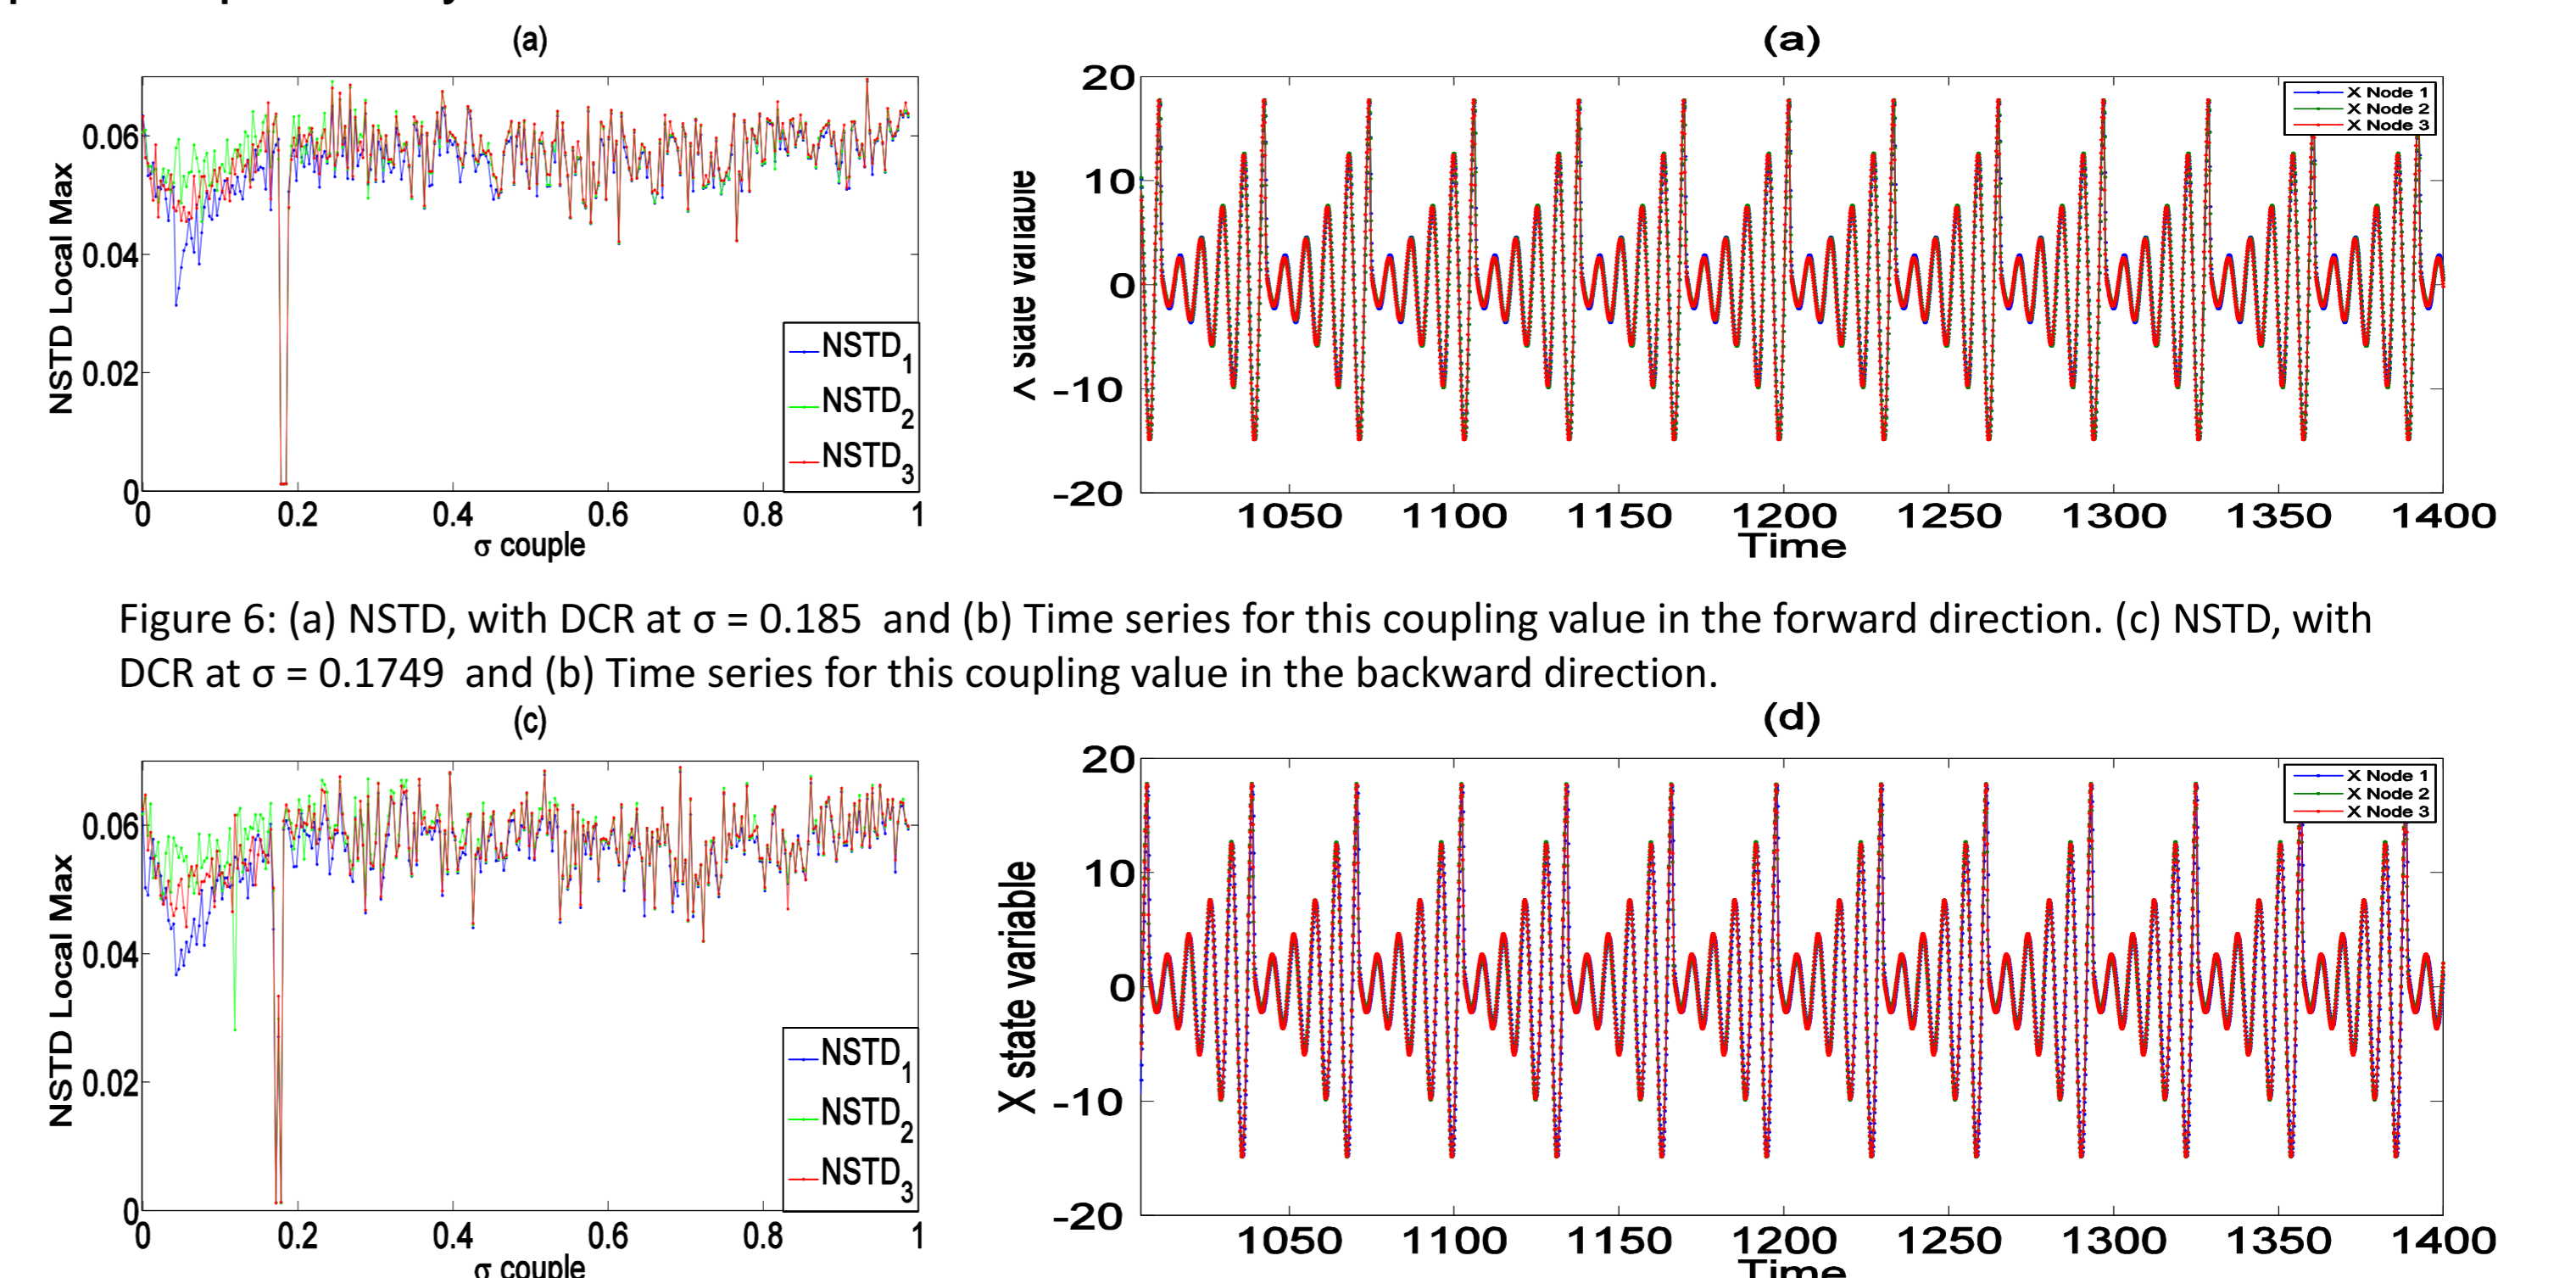 (a)
(a)
NSTD Local Max
0.06
0.04
0.02
0
0 0.2 0.4 0.6 0.8 1
σ couple
NSTD1
NSTD2
NSTD3
state variable
20
10
0
-10
-20
1050 1100 1150 1200 1250 1300 1350 1400
Time
X Node 1
X Node 2
X Node 3
Figure 6: (a) NSTD, with DCR at σ = 0.185 and (b) Time series for this coupling value in the forward direction. (c) NSTD, with
DCR at σ = 0.1749 and (b) Time series for this coupling value in the backward direction.
(c)
(d)
NSTD Local Max
0.06
0.04
0.02
0
0 0.2 0.4 0.6 0.8 1
σ couple
NSTD1
NSTD2
NSTD3
X state variable
20
10
0
-10
-20
1050 1100 1150 1200 1250 1300 1350 1400
Time
X Node 1
X Node 2
X Node 3